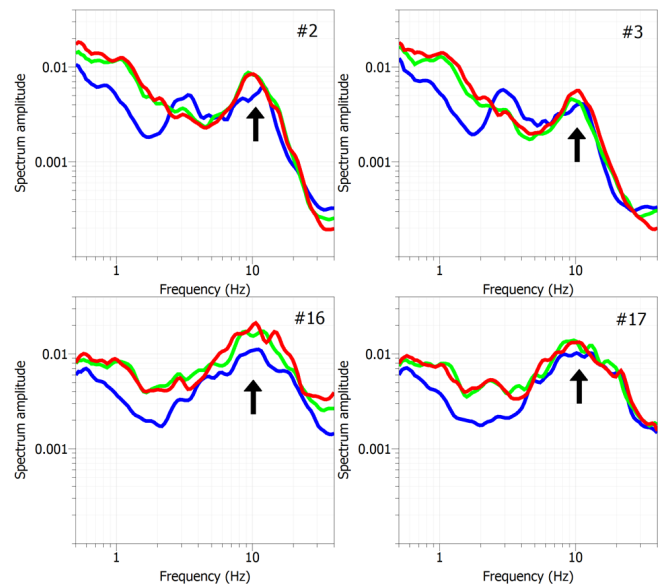 #2
0.01
0.001
Spectrum amplitude
1
10
Frequency (Hz)
#3
0.01
0.001
Spectrum amplitude
1
10
Frequency (Hz)
#16
0.01
0.001
Spectrum amplitude
1
10
Frequency (Hz)
#17
0.01
0.001
Spectrum amplitude
1
10
Frequency (Hz)